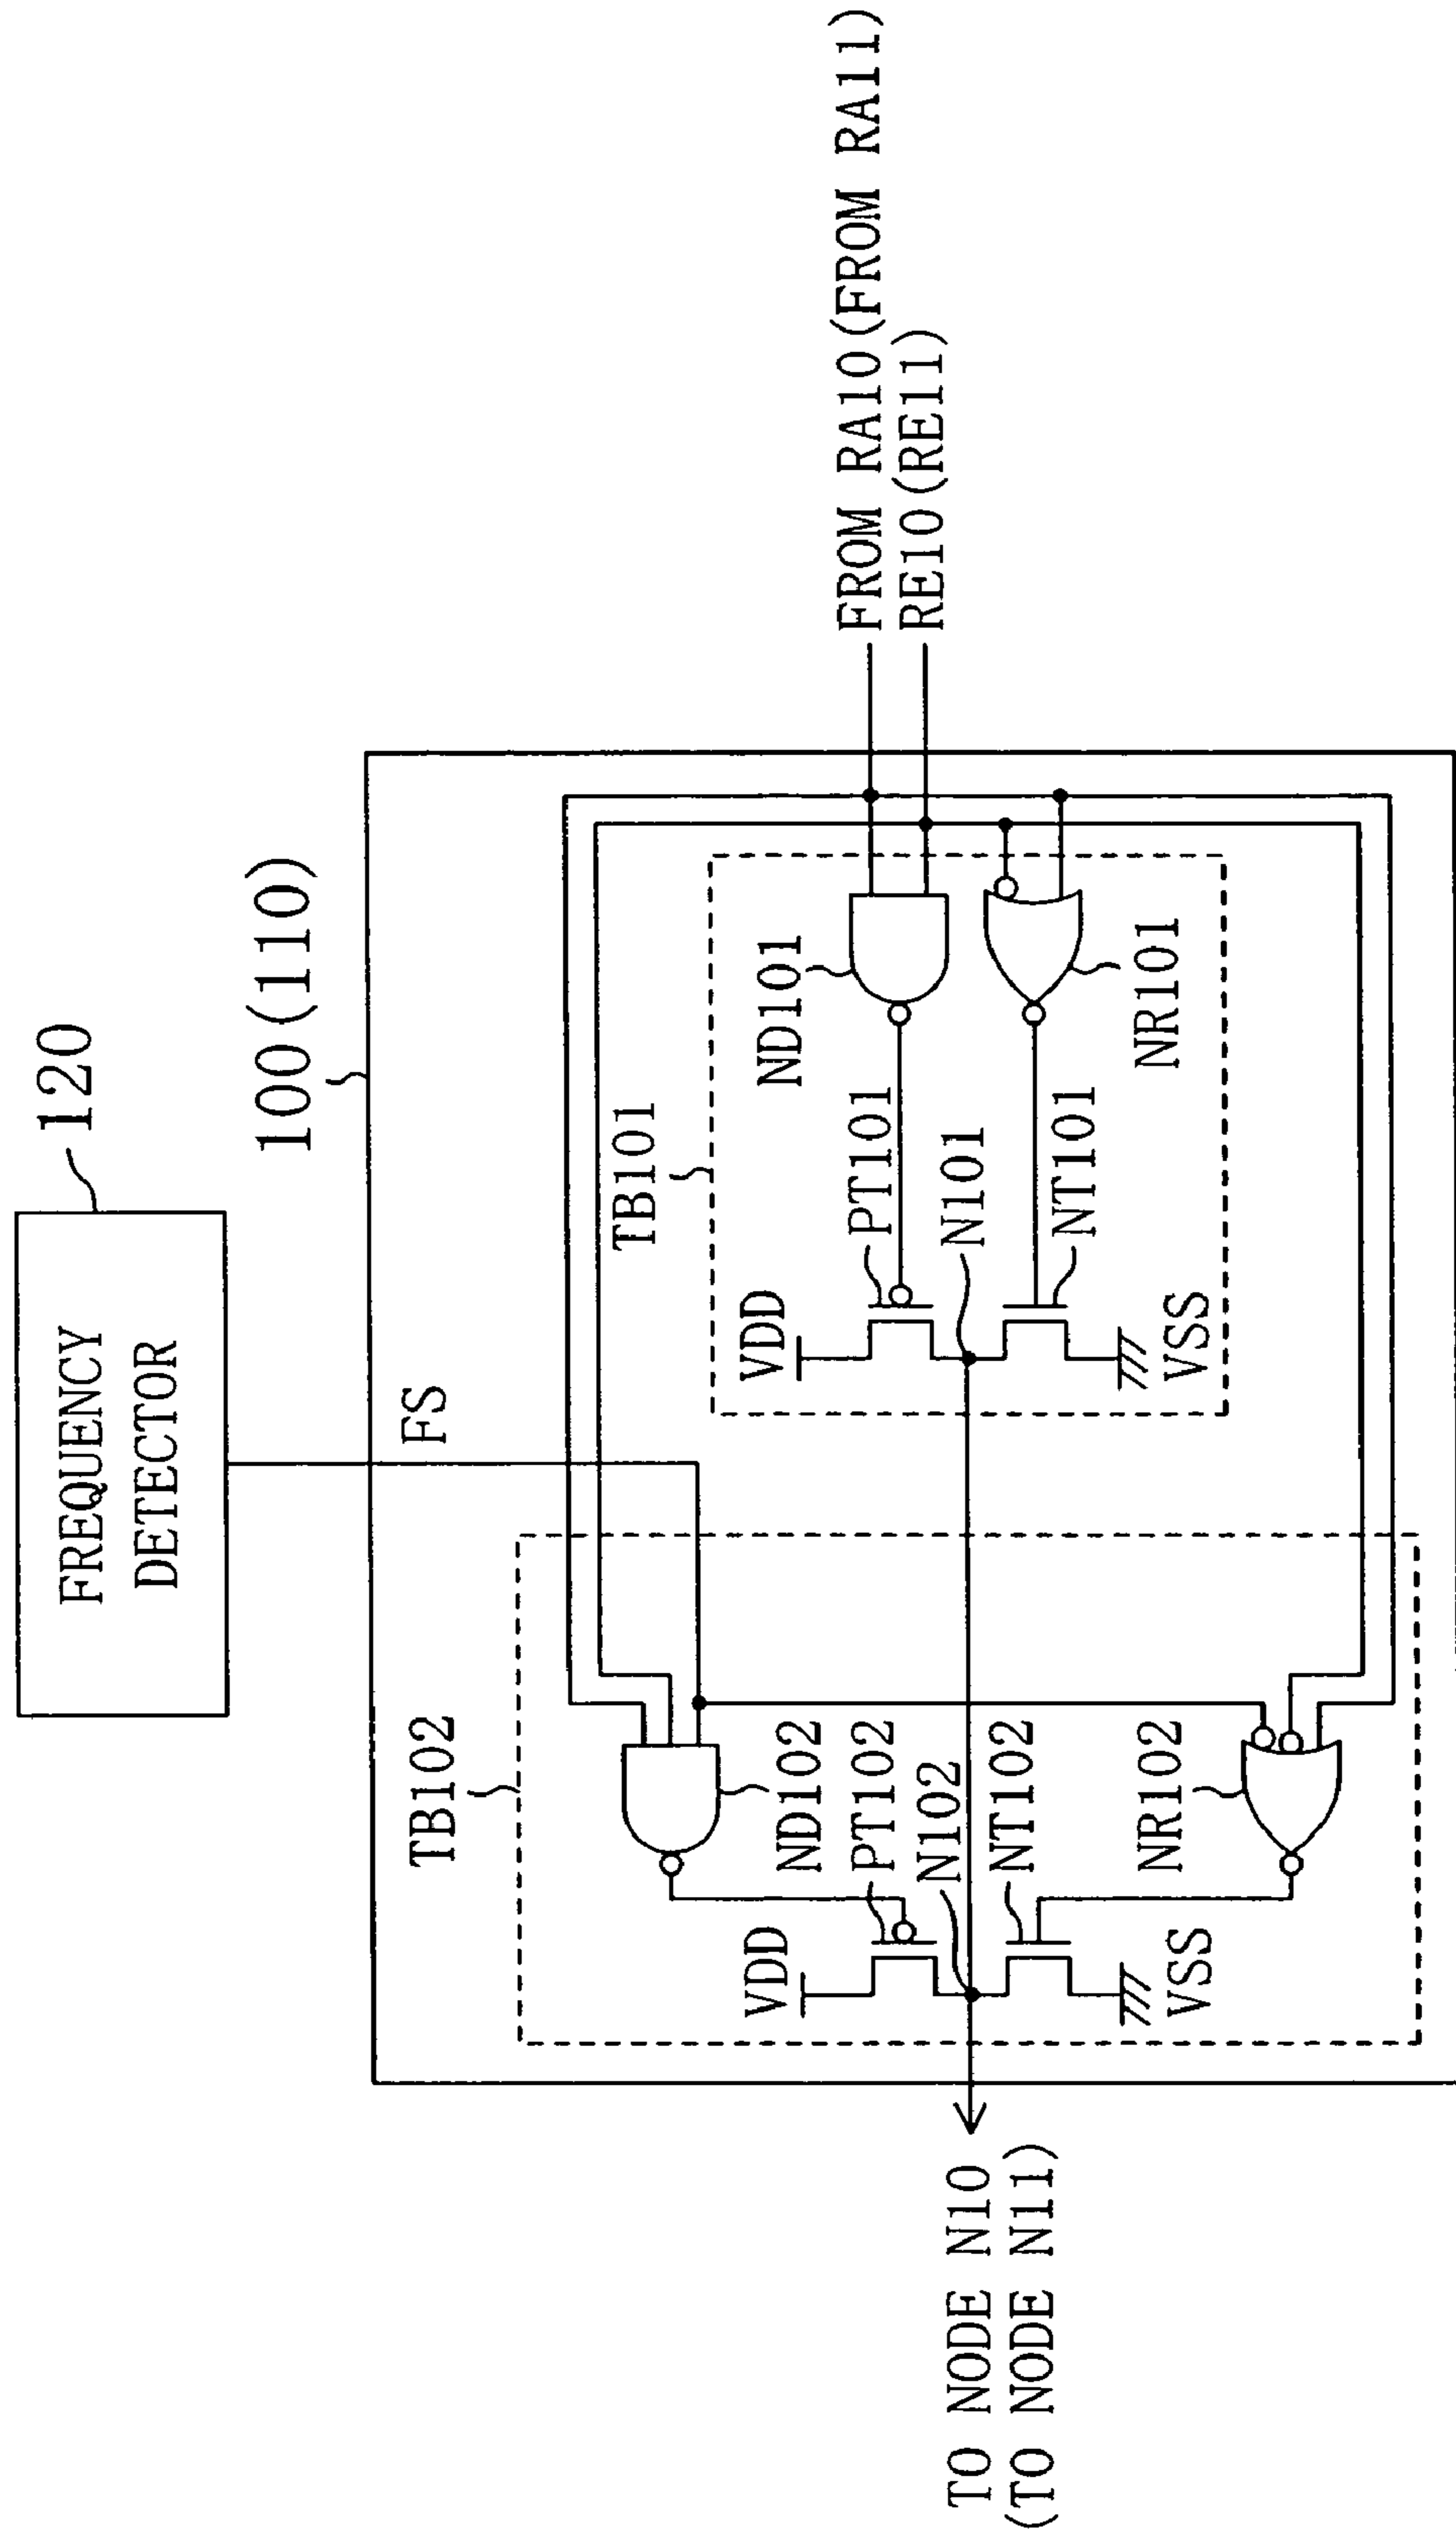 FREQUENCY
DETECTOR
120
100(110)
FS
TB102
TB101
ND102
PT102
N102
NT102
NR102
VDD
VSS
VDD
VSS
PT101
N101
NT101
ND101
NR101
FROM RA10(FROM RA11)
RE10(RE11)
TO NODE N10
(TO NODE N11)